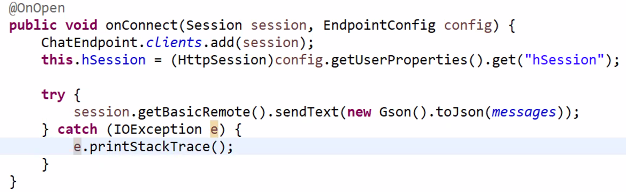 @OnOpen
public void onConnect(Session session, EndpointConfig config) {
    ChatEndpoint.clients.add(session);
    this.hSession = (HttpSession)config.getUserProperties().get("hSession");

    try {
        session.getBasicRemote().sendText(new Gson().toJson(messages));
    } catch (IOException e) {
        e.printStackTrace();
    }
}